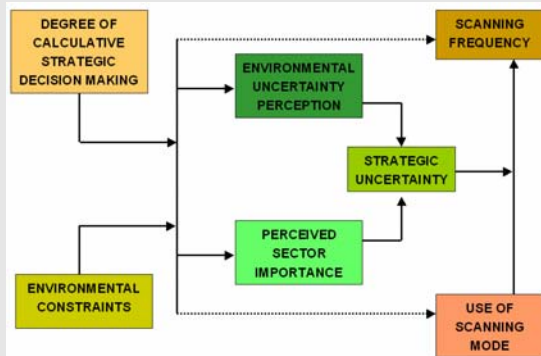 DEGREE OF
CALCULATIVE
STRATEGIC
DECISION MAKING
SCANNING
FREQUENCY
ENVIRONMENTAL
UNCERTAINTY
PERCEPTION
STRATEGIC
UNCERTAINTY
PERCEIVED
SECTOR
IMPORTANCE
ENVIRONMENTAL
CONSTRAINTS
USE OF
SCANNING
MODE